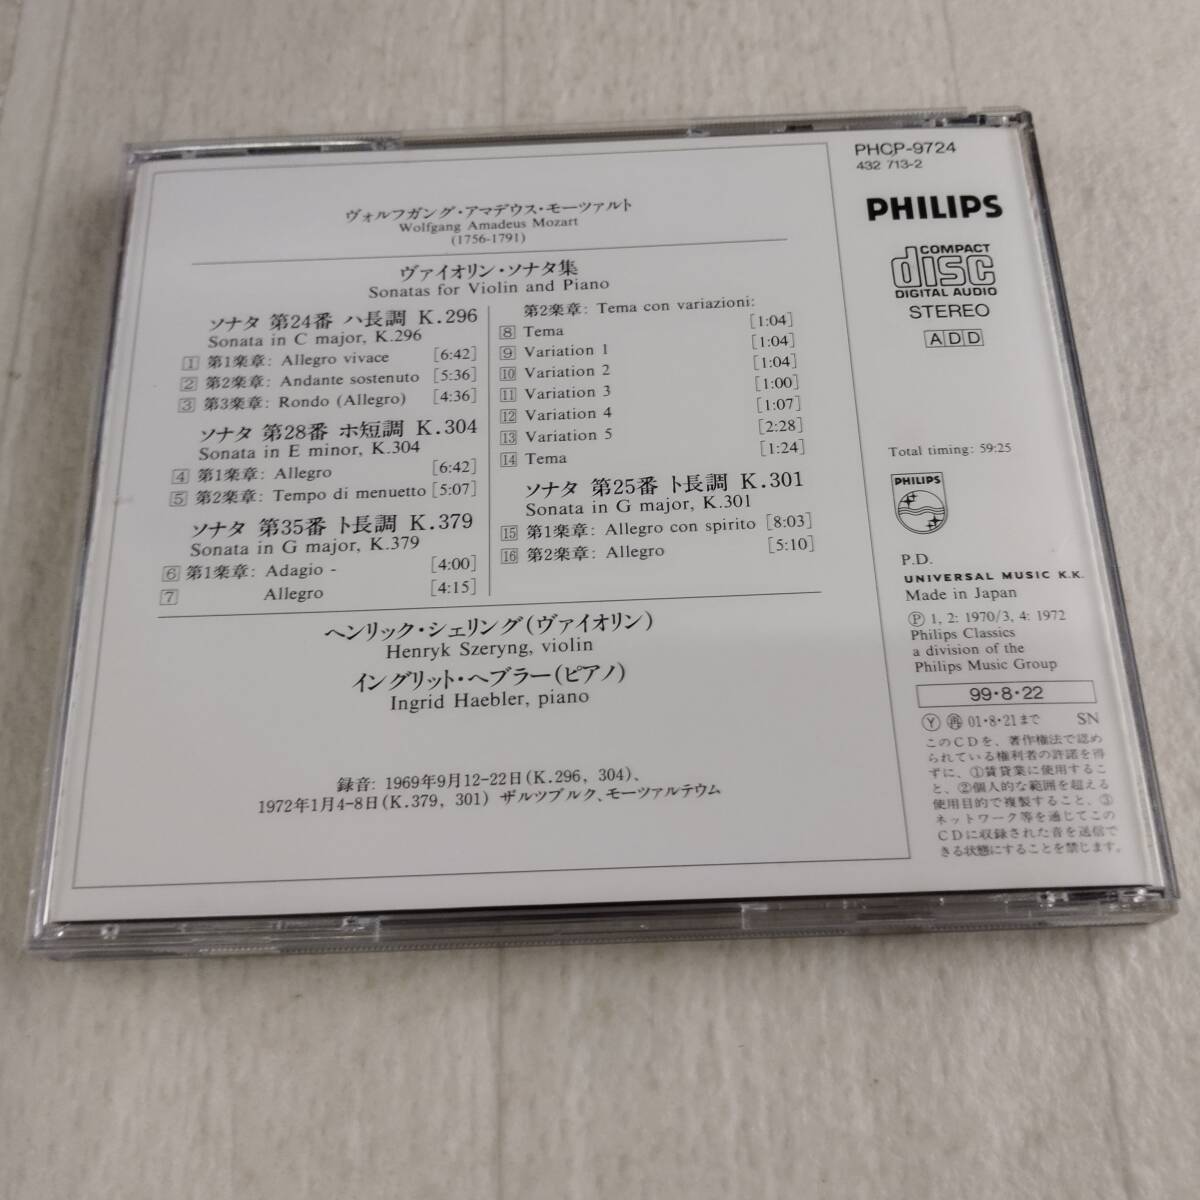 ヴォルフガング・アマデウス・モーツァルト
Wolfgang Amadeus Mozart
(1756-1791)
ヴァイオリン・ソナタ集
Sonatas for Violin and Piano
ソナタ 第24番 ハ長調 K.296
Sonata in C major, K.296
1 第1楽章: Allegro vivace [6:42]
2 第2楽章: Andante sostenuto [5:36]
3 第3楽章: Rondo (Allegro) [4:36]
ソナタ 第28番 ホ短調 K.304
Sonata in E minor, K.304
4 第1楽章: Allegro [6:42]
5 第2楽章: Tempo di menuetto [5:07]
ソナタ 第35番 ト長調 K.379
Sonata in G major, K.379
6 第1楽章: Adagio - [4:00]
7 Allegro [4:15]
第2楽章: Tema con variazioni:
8 Tema [1:04]
9 Variation 1 [1:04]
10 Variation 2 [1:04]
11 Variation 3 [1:00]
12 Variation 4 [1:07]
13 Variation 5 [2:28]
14 Tema [1:24]
ソナタ 第25番 ト長調 K.301
Sonata in G major, K.301
15 第1楽章: Allegro con spirito [8:03]
16 第2楽章: Allegro [5:10]
ヘンリック・シェリング(ヴァイオリン)
Henryk Szeryng, violin
イングリット・ヘブラー(ピアノ)
Ingrid Haebler, piano
録音: 1969年9月12-22日(K.296, 304)、
1972年1月4-8日(K.379, 301) ザルツブルク、モーツァルテウム
PHCP-9724
432 713-2
PHILIPS
COMPACT
disc
DIGITAL AUDIO
STEREO
ADD
Total timing: 59:25
PHILIPS
P.D.
UNIVERSAL MUSIC K.K.
Made in Japan
Ⓟ 1, 2: 1970/3, 4: 1972
Philips Classics
a division of the
Philips Music Group
99・8・22
Ⓨ ㊢ 01・8・21まで SN
このCDを、著作権法で認め
られている権利者の許諾を得
ずに、①賃貸業に使用するこ
と、②個人的な範囲を超える
使用目的で複製すること、③
ネットワーク等を通じてこの
CDに収録された音を送信で
きる状態にすることを禁じます。